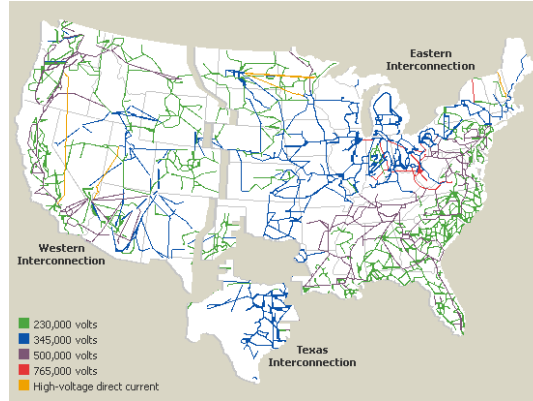 Eastern
Interconnection
Western
Interconnection
Texas
Interconnection
230,000 volts
345,000 volts
500,000 volts
765,000 volts
High-voltage direct current